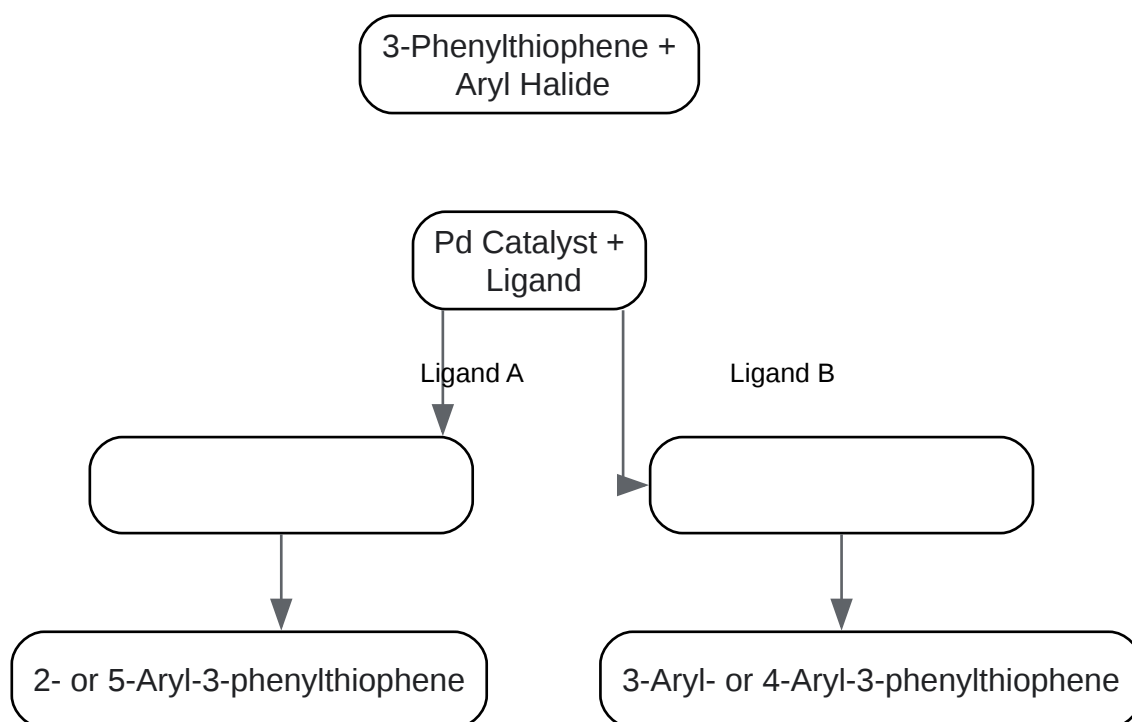 3-Phenylthiophene +
Aryl Halide
Pd Catalyst +
Ligand
Ligand A
Ligand B
2- or 5-Aryl-3-phenylthiophene
3-Aryl- or 4-Aryl-3-phenylthiophene